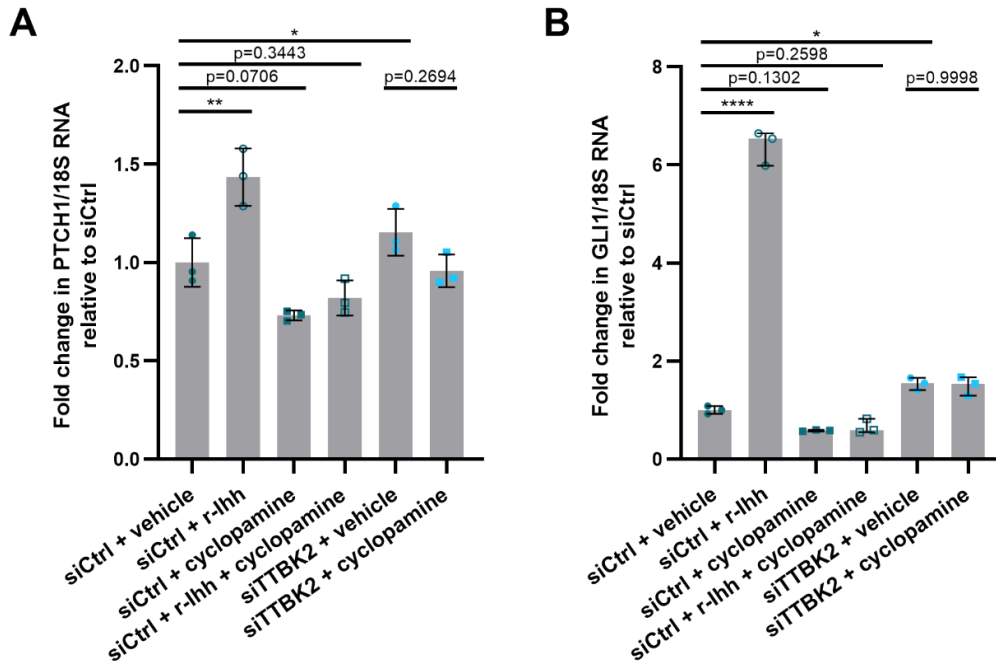 A
*
p=0.3443
p=0.0706
p=0.2694
**
Fold change in PTCH1/18S RNA
relative to siCtrl
2.0
1.5
1.0
0.5
0.0
siCtrl + vehicle
siCtrl + r-Ihh
siCtrl + cyclopamine
siCtrl + r-Ihh + cyclopamine
siTTBK2 + vehicle
siTTBK2 + cyclopamine
B
*
p=0.2598
p=0.1302
p=0.9998
****
Fold change in GLI1/18S RNA
relative to siCtrl
8
6
4
2
0
siCtrl + vehicle
siCtrl + r-Ihh
siCtrl + cyclopamine
siCtrl + r-Ihh + cyclopamine
siTTBK2 + vehicle
siTTBK2 + cyclopamine